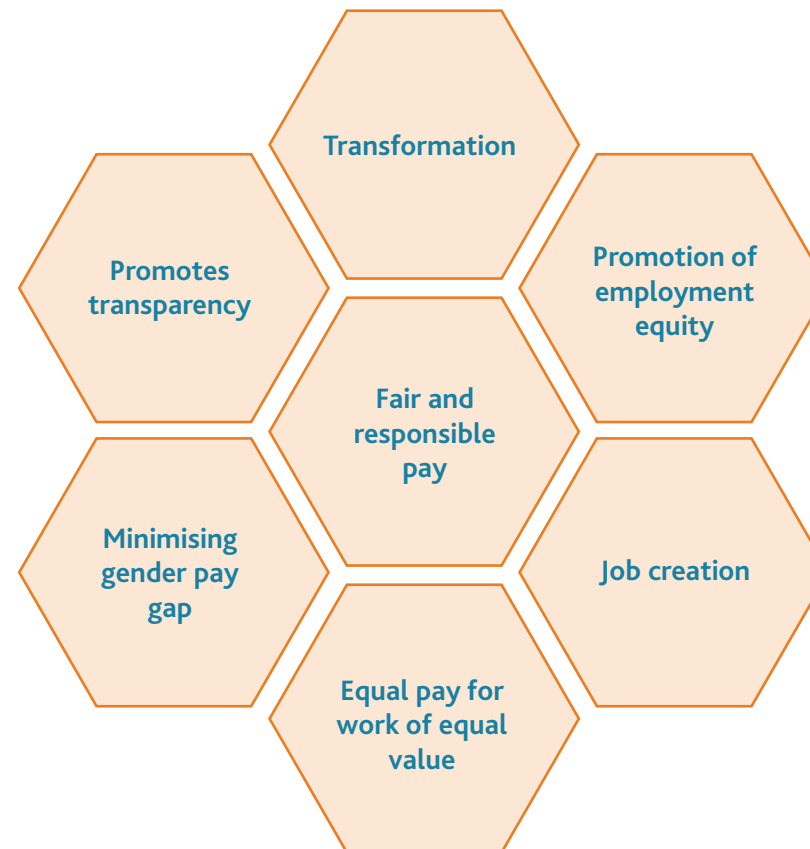 Transformation
Promotes
transparency
Promotion of
employment
equity
Fair and
responsible
pay
Minimising
gender pay
gap
Job creation
Equal pay for
work of equal
value